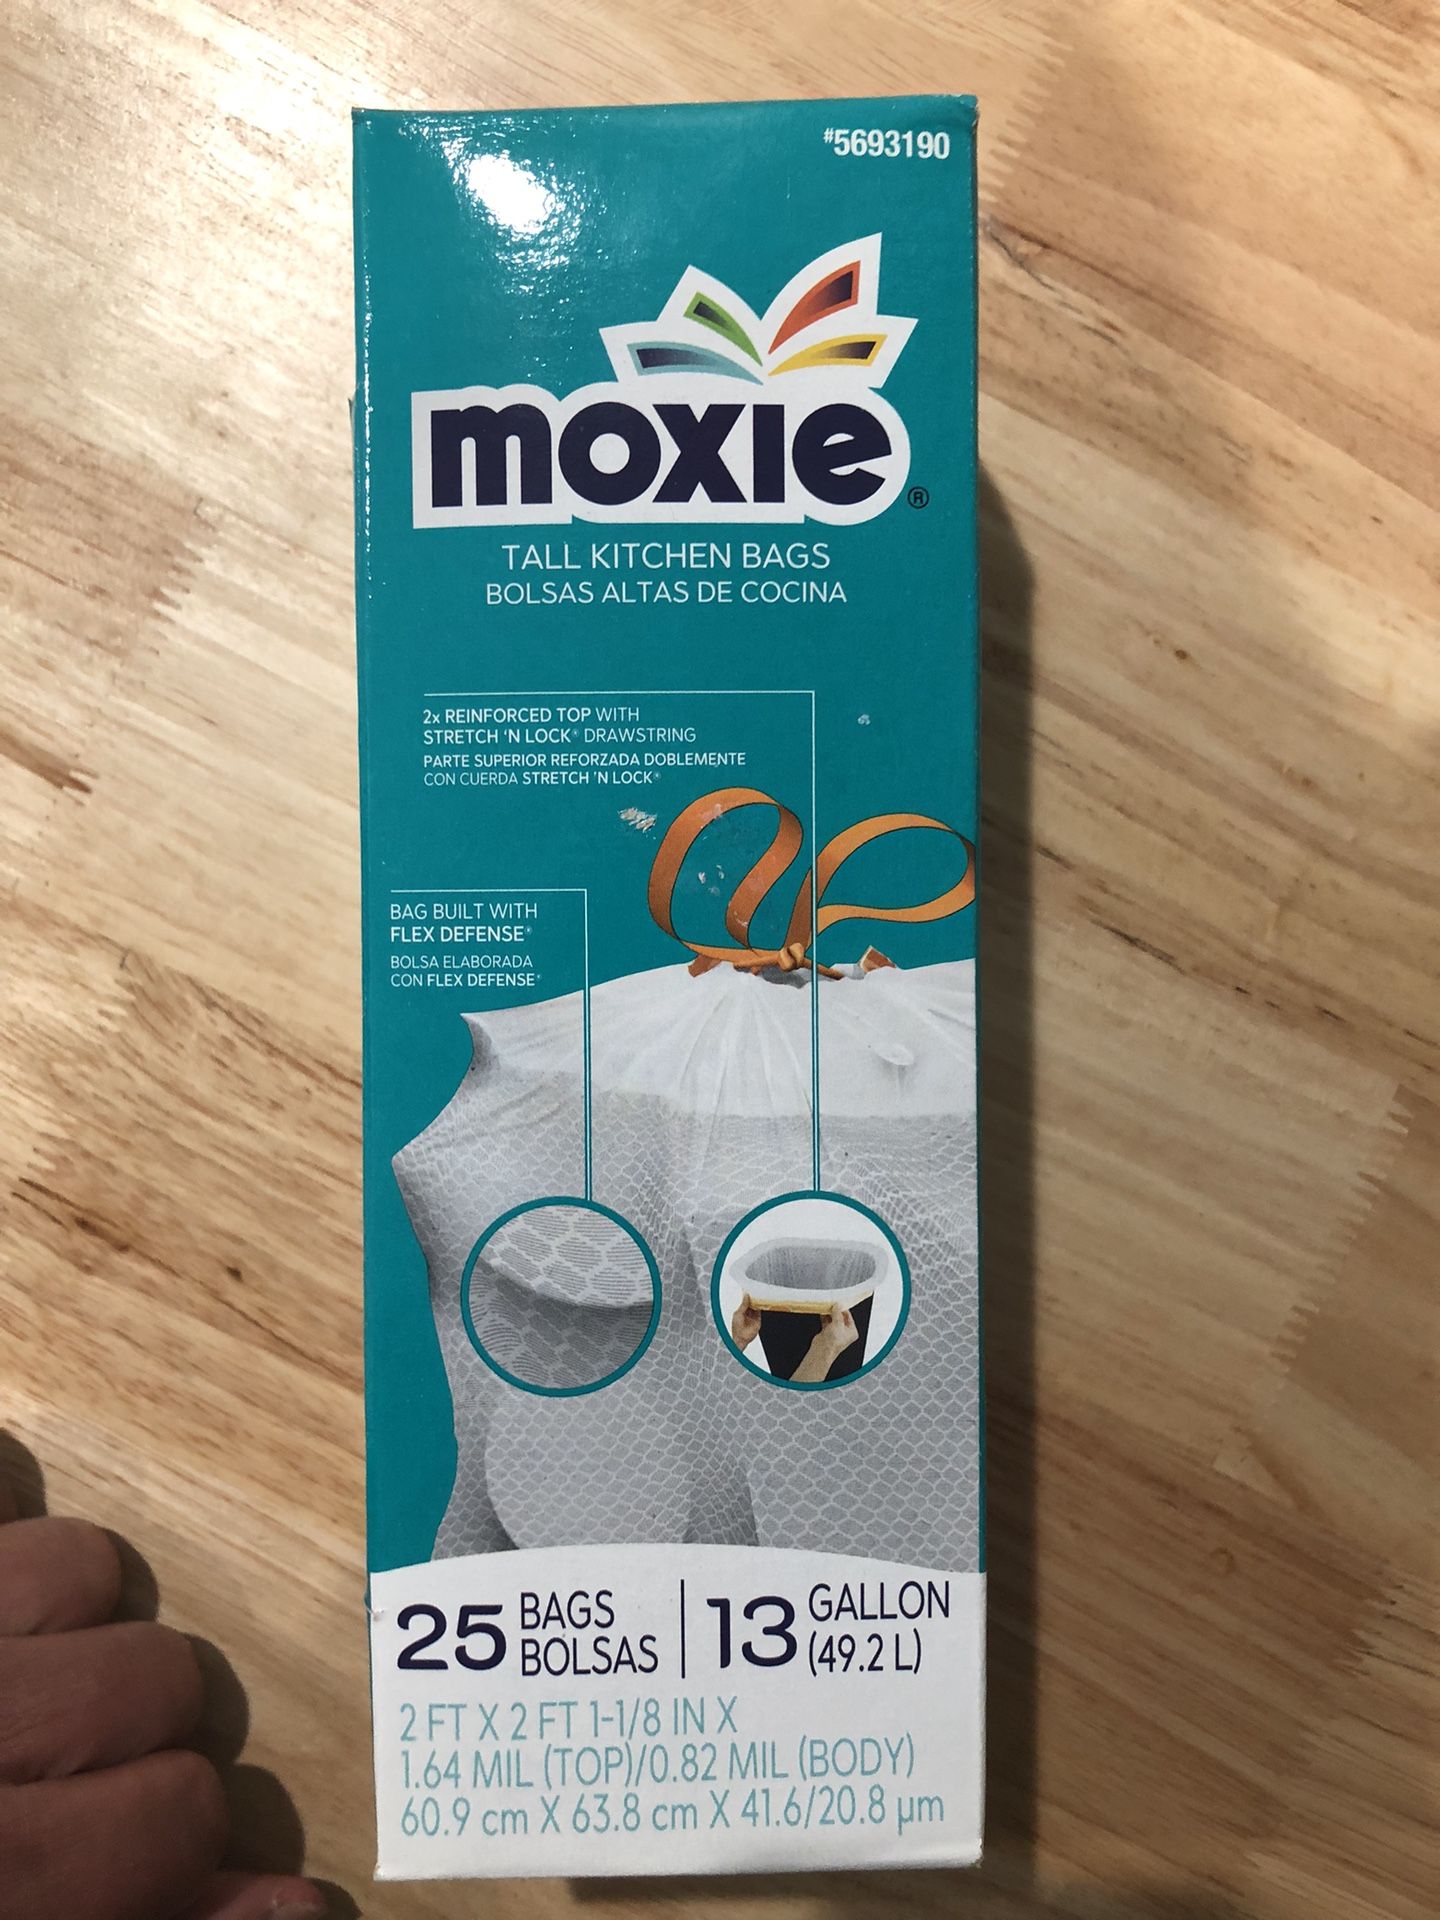 #5693190
moxie®
TALL KITCHEN BAGS
BOLSAS ALTAS DE COCINA
2x REINFORCED TOP WITH
STRETCH 'N LOCK® DRAWSTRING
PARTE SUPERIOR REFORZADA DOBLEMENTE
CON CUERDA STRETCH 'N LOCK®
BAG BUILT WITH
FLEX DEFENSE®
BOLSA ELABORADA
CON FLEX DEFENSE®
25 BAGS
BOLSAS
13 GALLON
(49.2 L)
2 FT X 2 FT 1-1/8 IN X
1.64 MIL (TOP)/0.82 MIL (BODY)
60.9 cm X 63.8 cm X 41.6/20.8 µm